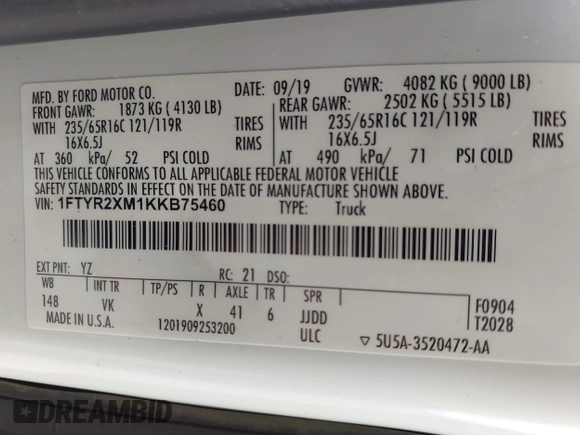 MFD. BY FORD MOTOR CO.
DATE: 09/19 GVWR: 4082 KG ( 9000 LB)
FRONT GAWR: 1873 KG ( 4130 LB)
REAR GAWR: 2502 KG ( 5515 LB)
WITH 235/65R16C 121/119R TIRES
WITH 235/65R16C 121/119R TIRES
16X6.5J RIMS
16X6.5J RIMS
AT 360 kPa/ 52 PSI COLD
AT 490 kPa/ 71 PSI COLD
THIS VEHICLE CONFORMS TO ALL APPLICABLE FEDERAL MOTOR VEHICLE
SAFETY STANDARDS IN EFFECT ON THE DATE OF MANUFACTURE SHOWN ABOVE.
VIN: 1FTYR2XM1KKB75460 TYPE: Truck
EXT PNT: YZ RC: 21 DSO:
WB INT TR TP/PS R AXLE TR SPR
148 VK X 41 6 JJDD
F0904
T2028
MADE IN U.S.A. 1201909253200 ULC
▽ 5U5A-3520472-AA
DREAMBID